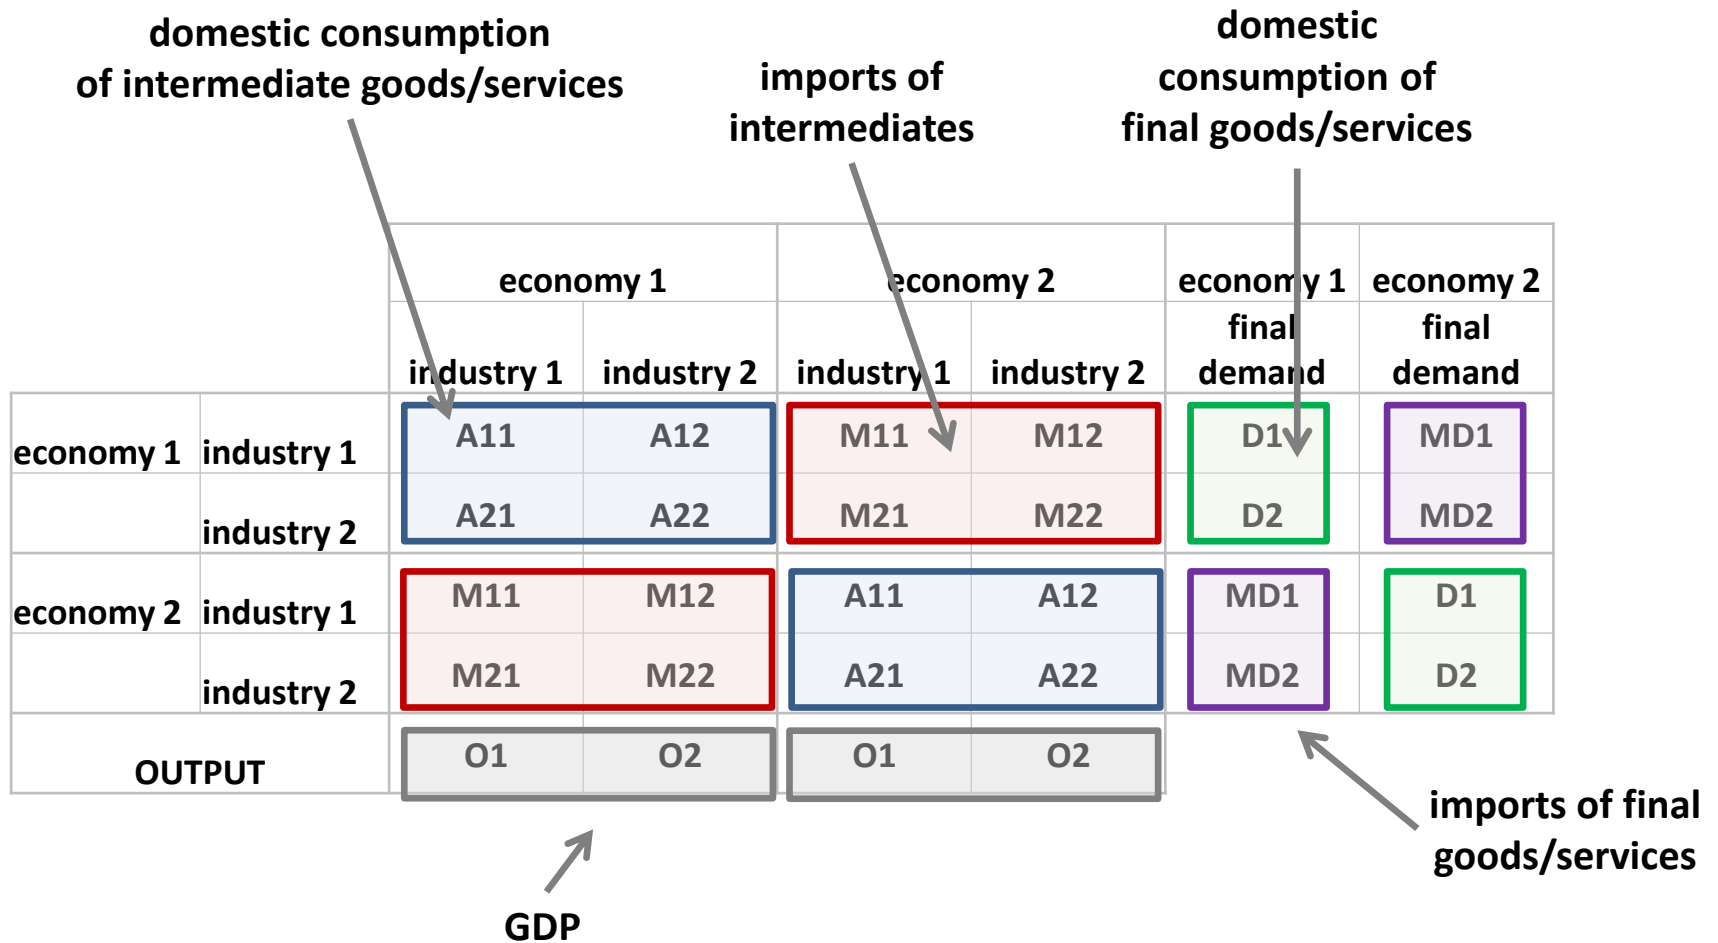 domestic consumption
of intermediate goods/services
imports of
intermediates
domestic
consumption of
final goods/services
economy 1 economy 2 economy 1 economy 2
industry 1 industry 2 industry 1 industry 2 final demand final demand
economy 1 industry 1 A11 A12 M11 M12 D1 MD1
industry 2 A21 A22 M21 M22 D2 MD2
economy 2 industry 1 M11 M12 A11 A12 MD1 D1
industry 2 M21 M22 A21 A22 MD2 D2
OUTPUT O1 O2 O1 O2
imports of final
goods/services
GDP